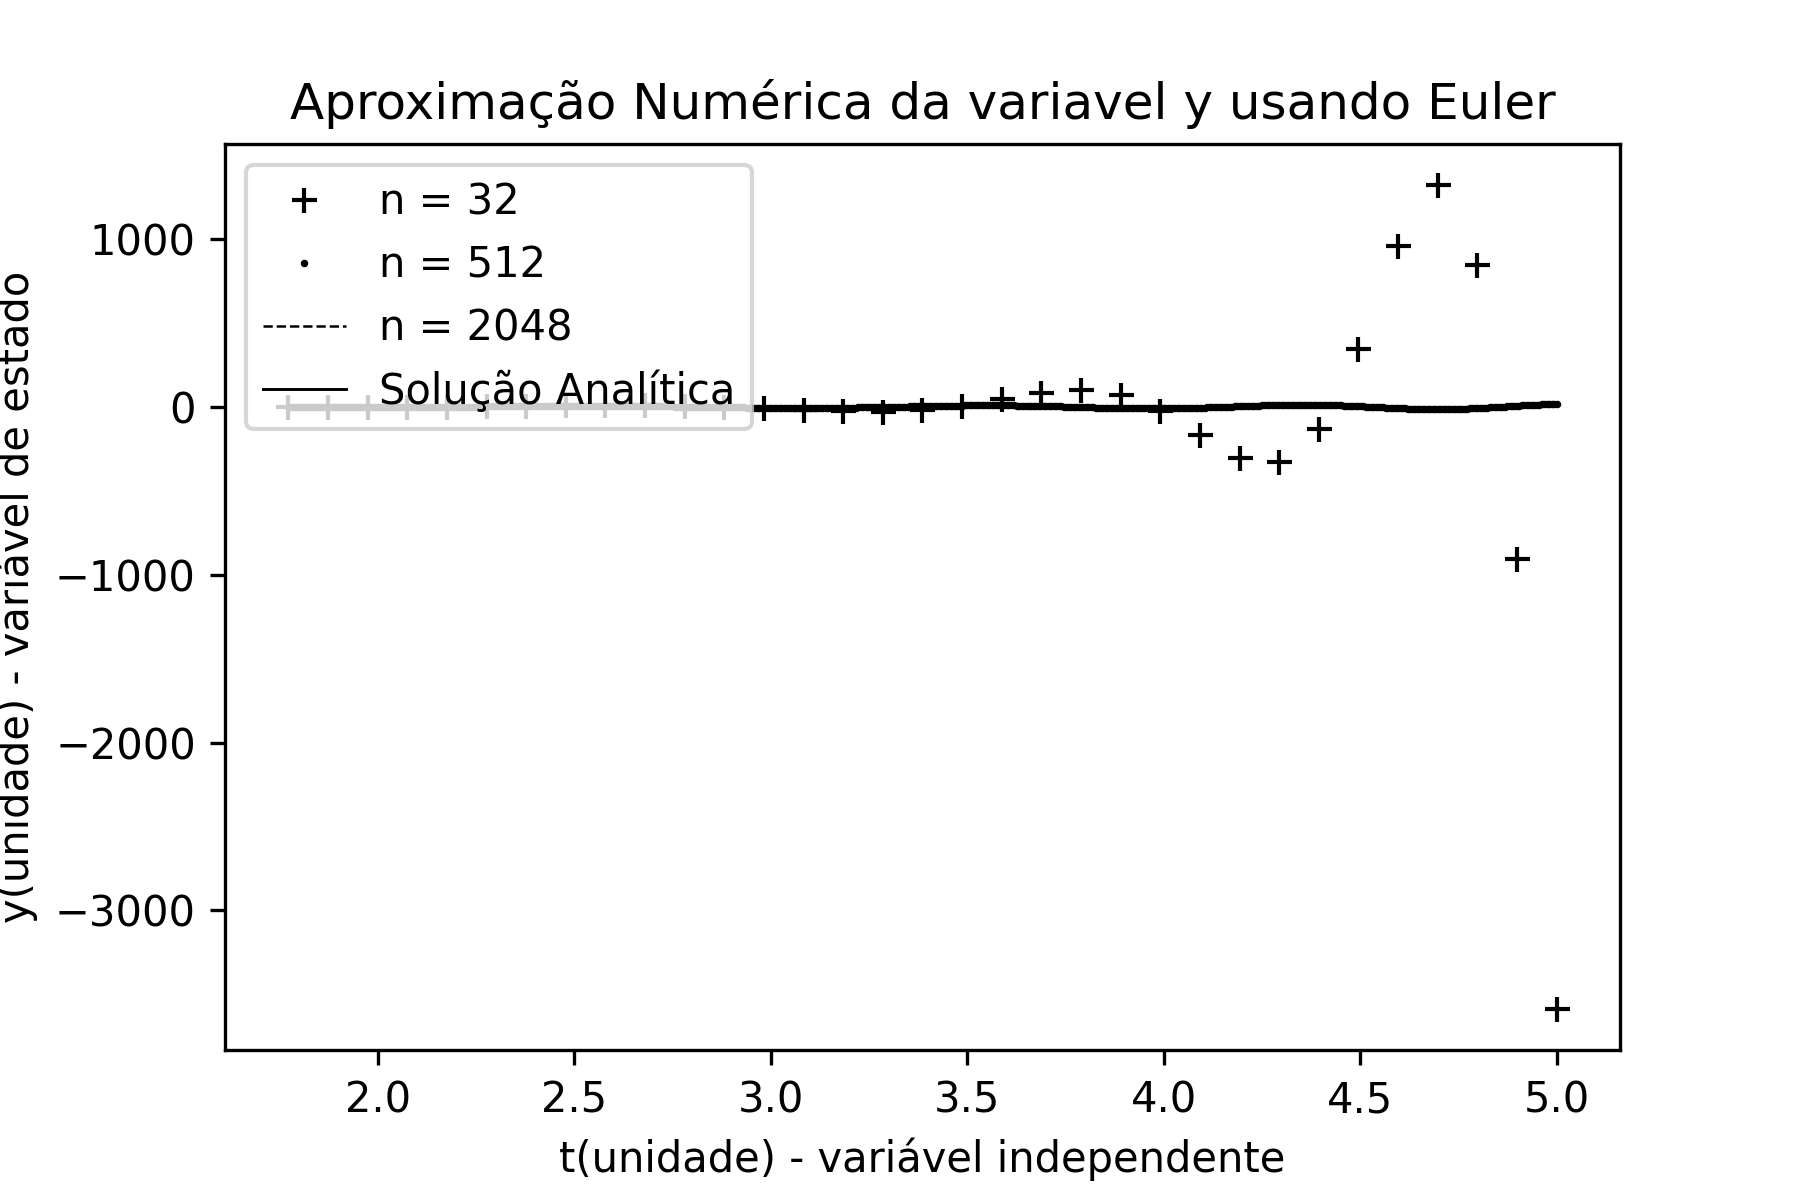 Aproximação Numérica da variavel y usando Euler
n = 32
n = 512
n = 2048
Solução Analítica
y(unidade) - variável de estado
1000
0
−1000
−2000
−3000
2.0 2.5 3.0 3.5 4.0 4.5 5.0
t(unidade) - variável independente